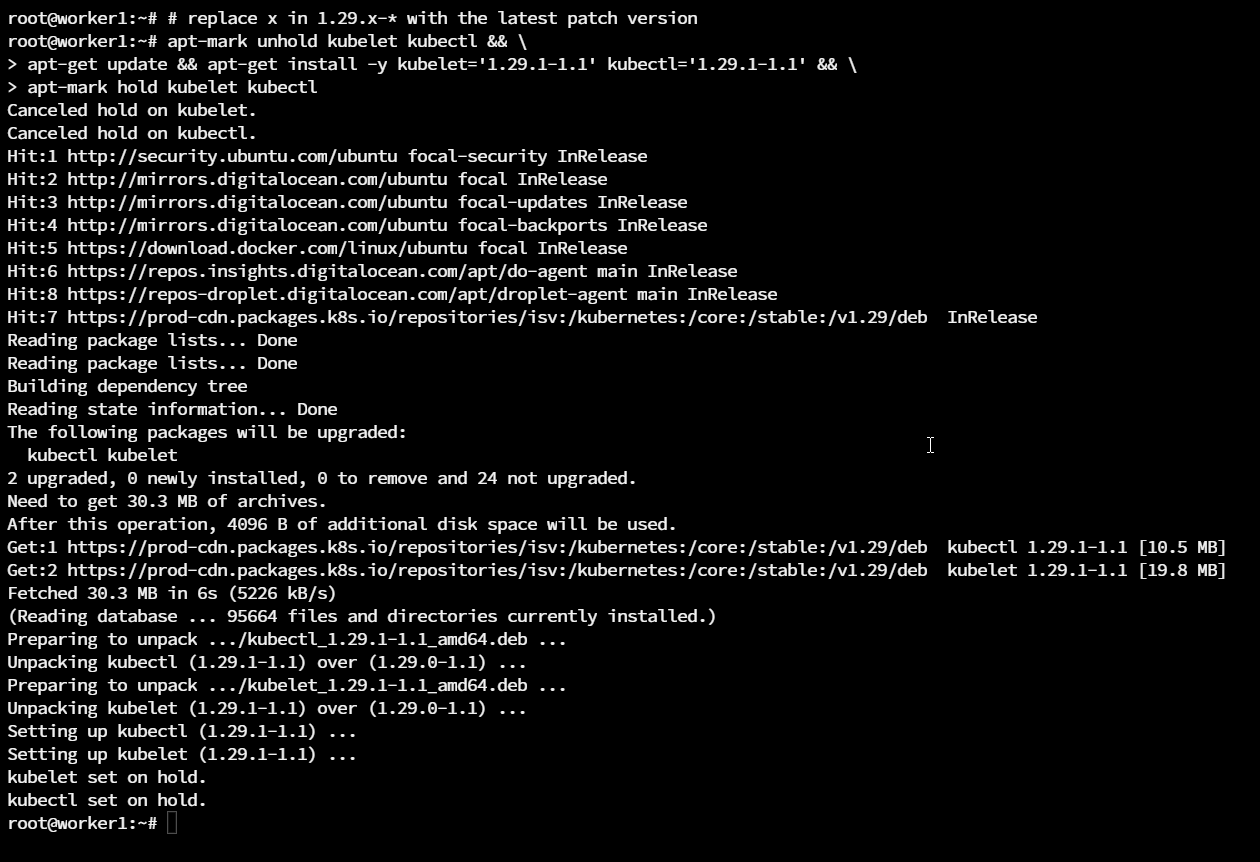 root@worker1:~# # replace x in 1.29.x-* with the latest patch version
root@worker1:~# apt-mark unhold kubelet kubectl && \
> apt-get update && apt-get install -y kubelet='1.29.1-1.1' kubectl='1.29.1-1.1' && \
> apt-mark hold kubelet kubectl
Canceled hold on kubelet.
Canceled hold on kubectl.
Hit:1 http://security.ubuntu.com/ubuntu focal-security InRelease
Hit:2 http://mirrors.digitalocean.com/ubuntu focal InRelease
Hit:3 http://mirrors.digitalocean.com/ubuntu focal-updates InRelease
Hit:4 http://mirrors.digitalocean.com/ubuntu focal-backports InRelease
Hit:5 https://download.docker.com/linux/ubuntu focal InRelease
Hit:6 https://repos.insights.digitalocean.com/apt/do-agent main InRelease
Hit:8 https://repos-droplet.digitalocean.com/apt/droplet-agent main InRelease
Hit:7 https://prod-cdn.packages.k8s.io/repositories/isv:/kubernetes:/core:/stable:/v1.29/deb  InRelease
Reading package lists... Done
Reading package lists... Done
Building dependency tree
Reading state information... Done
The following packages will be upgraded:
  kubectl kubelet
2 upgraded, 0 newly installed, 0 to remove and 24 not upgraded.
Need to get 30.3 MB of archives.
After this operation, 4096 B of additional disk space will be used.
Get:1 https://prod-cdn.packages.k8s.io/repositories/isv:/kubernetes:/core:/stable:/v1.29/deb  kubectl 1.29.1-1.1 [10.5 MB]
Get:2 https://prod-cdn.packages.k8s.io/repositories/isv:/kubernetes:/core:/stable:/v1.29/deb  kubelet 1.29.1-1.1 [19.8 MB]
Fetched 30.3 MB in 6s (5226 kB/s)
(Reading database ... 95664 files and directories currently installed.)
Preparing to unpack .../kubectl_1.29.1-1.1_amd64.deb ...
Unpacking kubectl (1.29.1-1.1) over (1.29.0-1.1) ...
Preparing to unpack .../kubelet_1.29.1-1.1_amd64.deb ...
Unpacking kubelet (1.29.1-1.1) over (1.29.0-1.1) ...
Setting up kubectl (1.29.1-1.1) ...
Setting up kubelet (1.29.1-1.1) ...
kubelet set on hold.
kubectl set on hold.
root@worker1:~#